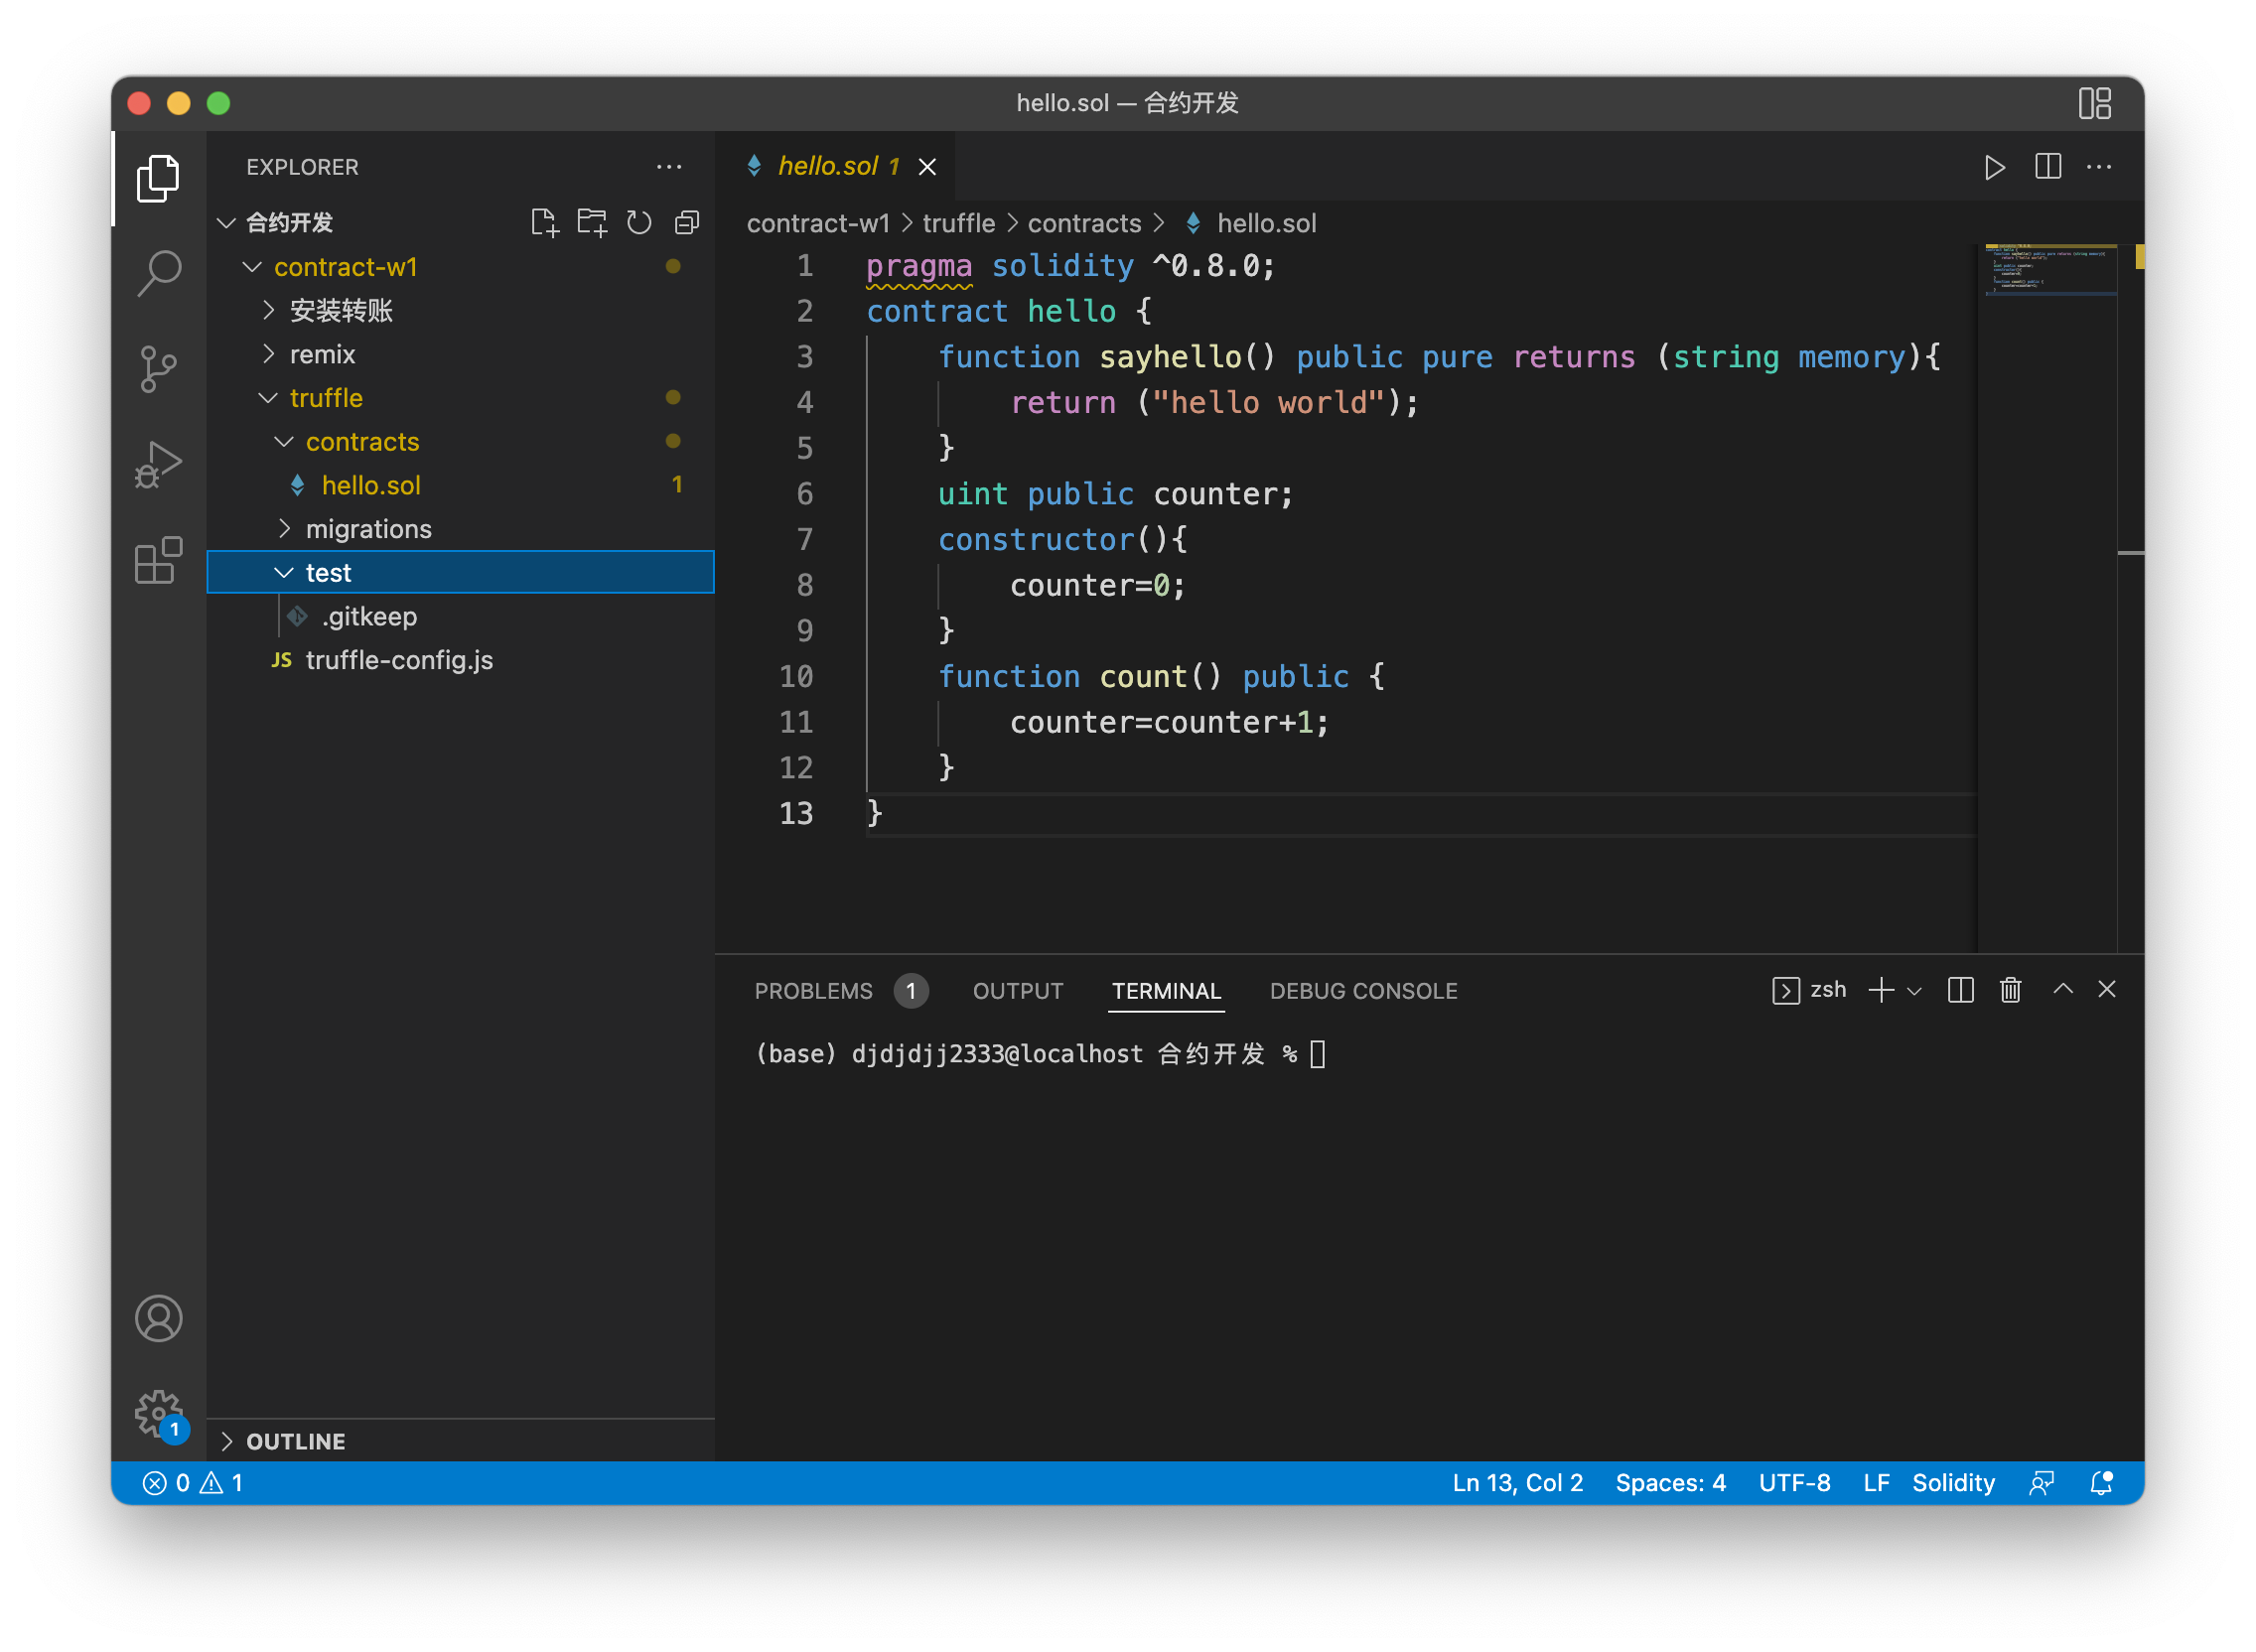 hello.sol — 合约开发
EXPLORER
合约开发
contract-w1
安装转账
remix
truffle
contracts
hello.sol 1
migrations
test
.gitkeep
JS truffle-config.js
OUTLINE
1
hello.sol 1
contract-w1 > truffle > contracts > hello.sol
1 pragma solidity ^0.8.0;
2 contract hello {
3 function sayhello() public pure returns (string memory){
4 return ("hello world");
5 }
6 uint public counter;
7 constructor(){
8 counter=0;
9 }
10 function count() public {
11 counter=counter+1;
12 }
13 }
PROBLEMS 1 OUTPUT TERMINAL DEBUG CONSOLE zsh
(base) djdjdjj2333@localhost 合约开发 %
0 1 Ln 13, Col 2 Spaces: 4 UTF-8 LF Solidity